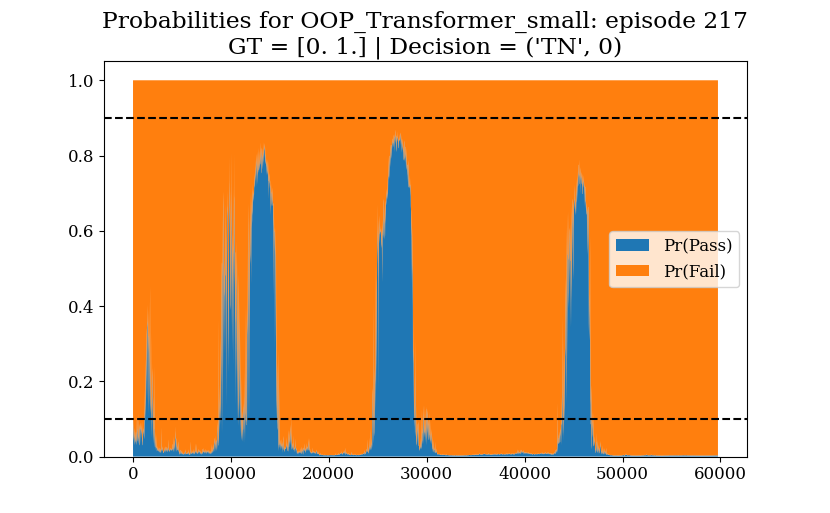 Probabilities for OOP_Transformer_small: episode 217
GT = [0. 1.] | Decision = ('TN', 0)
1.0
0.8
0.6
0.4
0.2
0.0
Pr(Pass)
Pr(Fail)
0 10000 20000 30000 40000 50000 60000